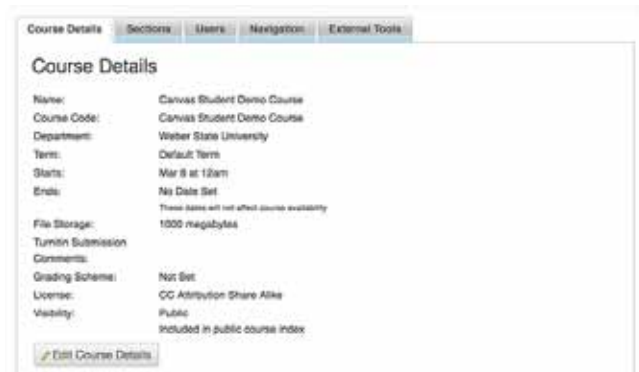 Course Details Sections Users Navigation External Tools
Course Details
Name: Canvas Student Demo Course
Course Code: Canvas Student Demo Course
Department: Weber State University
Term: Default Term
Starts: Mar 8 at 12am
Ends: No Date Set
These dates will not affect course availability
File Storage: 1000 megabytes
Turnitin Submission
Comments:
Grading Scheme: Not Set
License: CC Attribution Share Alike
Visibility: Public
Included in public course index
Edit Course Details